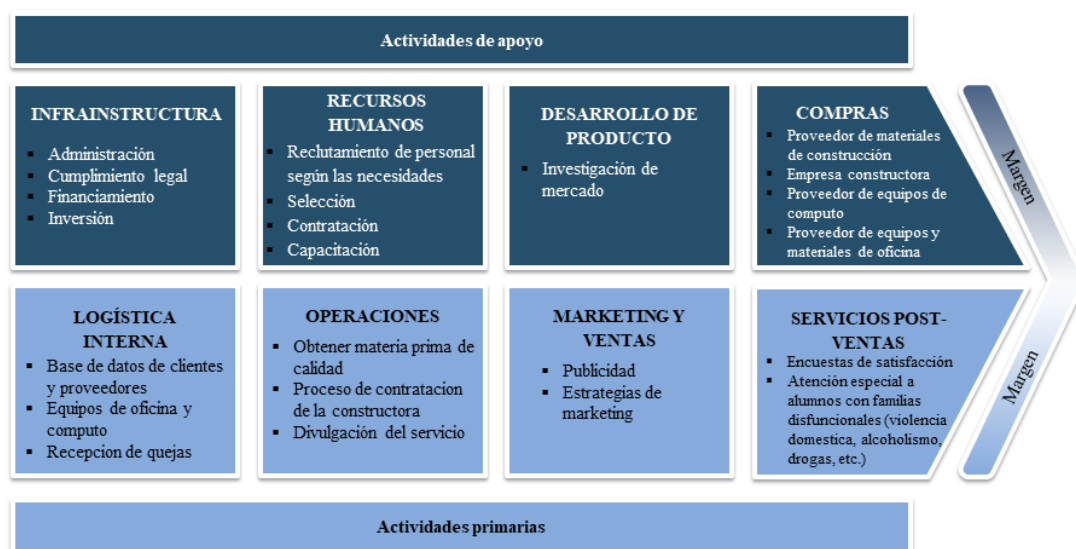 Actividades de apoyo
INFRAINSTRUCTURA
▪ Administración
▪ Cumplimiento legal
▪ Financiamiento
▪ Inversión
RECURSOS
HUMANOS
▪ Reclutamiento de personal
según las necesidades
▪ Selección
▪ Contratación
▪ Capacitación
DESARROLLO DE
PRODUCTO
▪ Investigación de
mercado
COMPRAS
▪ Proveedor de materiales
de construcción
▪ Empresa constructora
▪ Proveedor de equipos de
computo
▪ Proveedor de equipos y
materiales de oficina
Margen
LOGÍSTICA
INTERNA
▪ Base de datos de clientes
y proveedores
▪ Equipos de oficina y
computo
▪ Recepcion de quejas
OPERACIONES
▪ Obtener materia prima de
calidad
▪ Proceso de contratacion
de la constructora
▪ Divulgación del servicio
MARKETING Y
VENTAS
▪ Publicidad
▪ Estrategias de
marketing
SERVICIOS POST-
VENTAS
▪ Encuestas de satisfacción
▪ Atención especial a
alumnos con familias
disfuncionales (violencia
domestica, alcoholismo,
drogas, etc.)
Margen
Actividades primarias